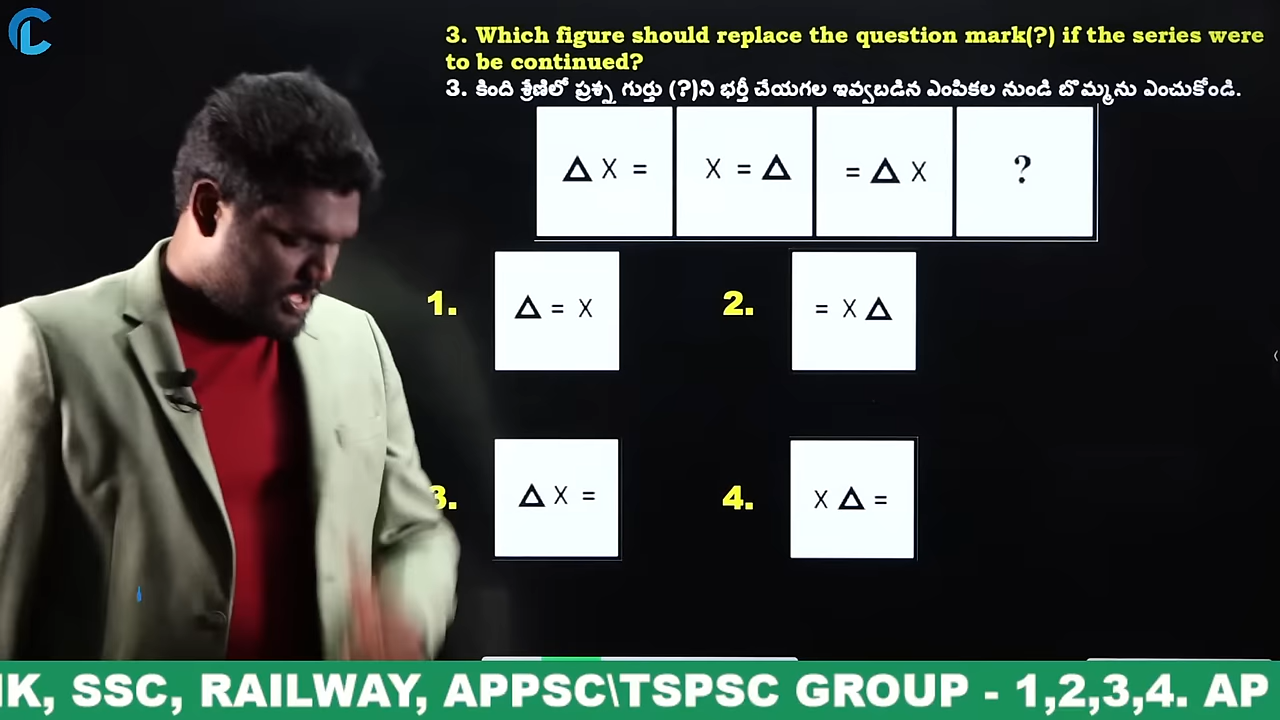 3. Which figure should replace the question mark(?) if the series were
to be continued?
3. కింది శ్రేణిలో ప్రశ్న గుర్తు (?)ని భర్తీ చేయగల ఇవ్వబడిన ఎంపికల నుండి బొమ్మను ఎంచుకోండి.
Δ X =
X = Δ
= Δ X
?
1.
Δ = X
2.
= X Δ
3.
Δ X =
4.
X Δ =
IK, SSC, RAILWAY, APPSC\TSPSC GROUP - 1,2,3,4. AP